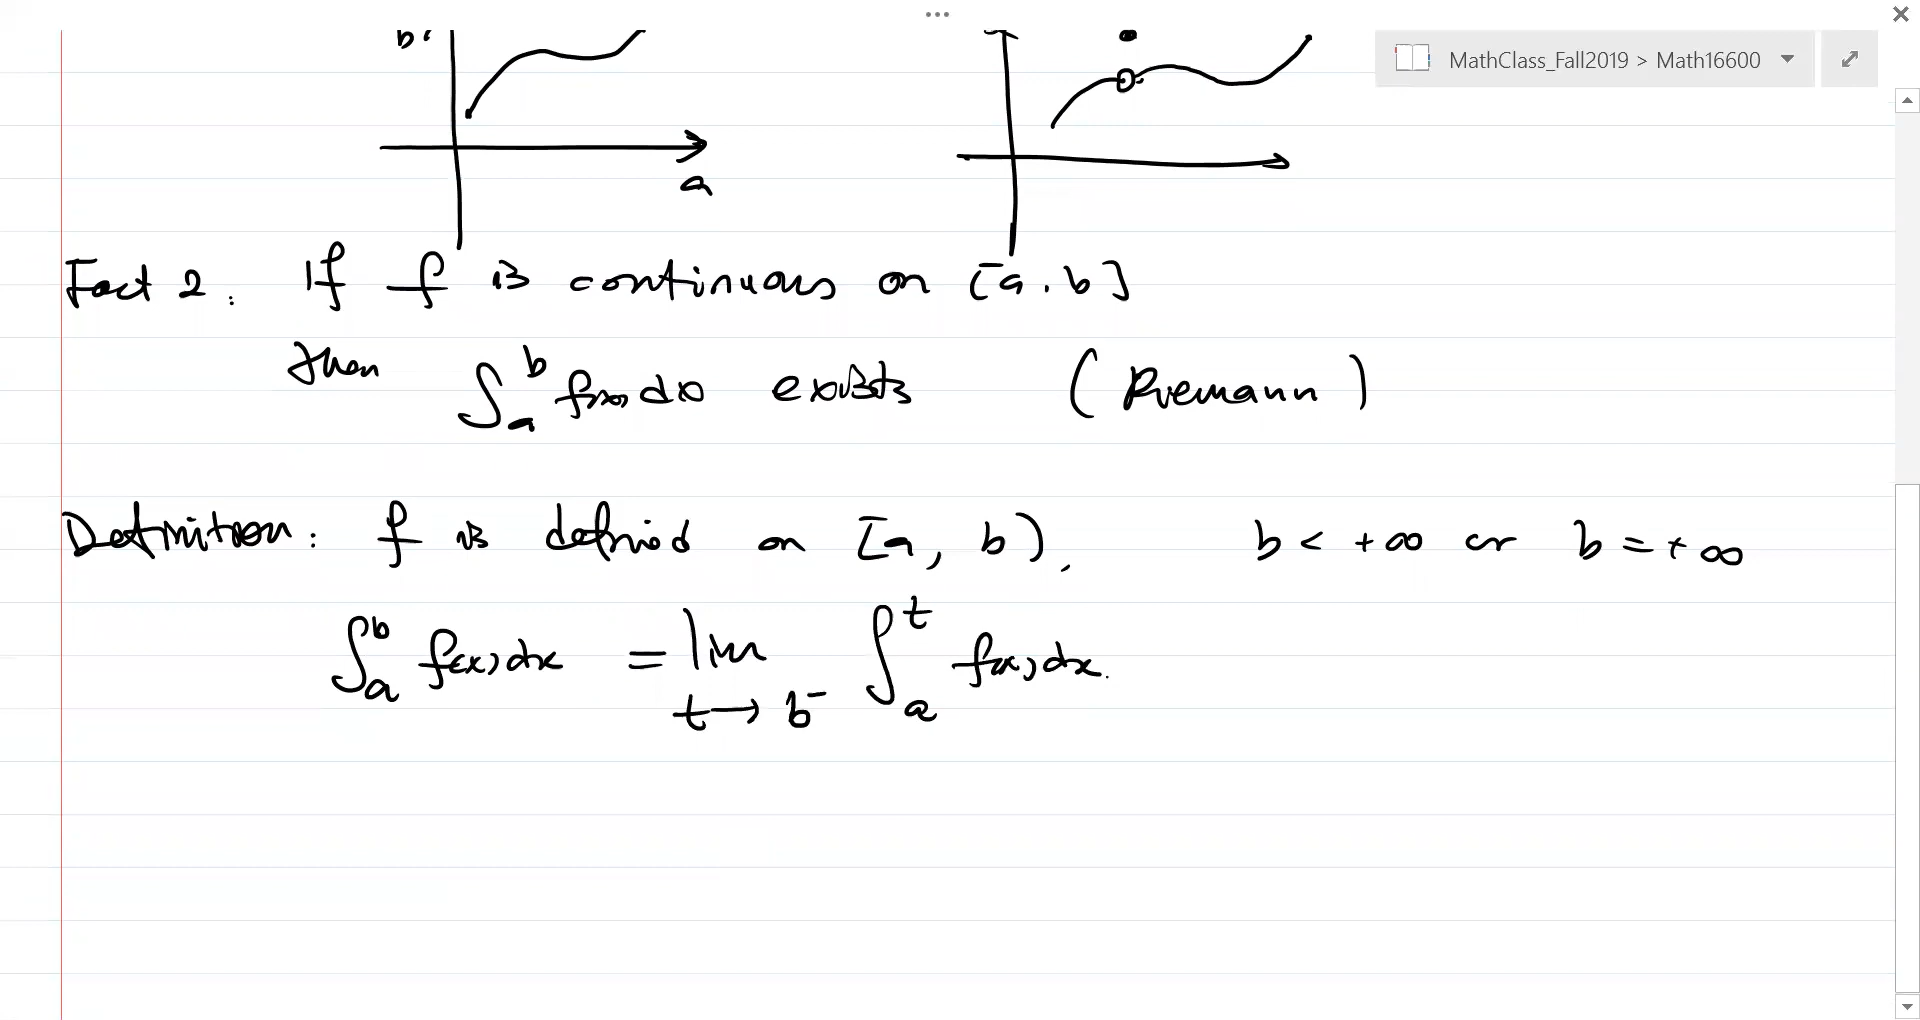 MathClass_Fall2019 > Math16600
b
a
Fact 2. If f is continuous on [a, b]
then ∫_a^b f(x) dx exists (Riemann)
Definition: f is defined on [a, b), b < +∞ or b = +∞
∫_a^b f(x) dx = lim_{t→b⁻} ∫_a^t f(x) dx.